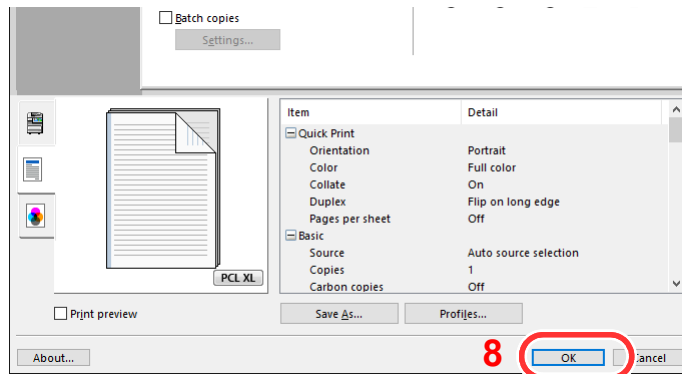 Batch copies
Settings...
Item Detail
Quick Print
Orientation Portrait
Color Full color
Collate On
Duplex Flip on long edge
Pages per sheet Off
Basic
Source Auto source selection
Copies 1
Carbon copies Off
PCL XL
Print preview
Save As... Profiles...
About... 8 OK Cancel